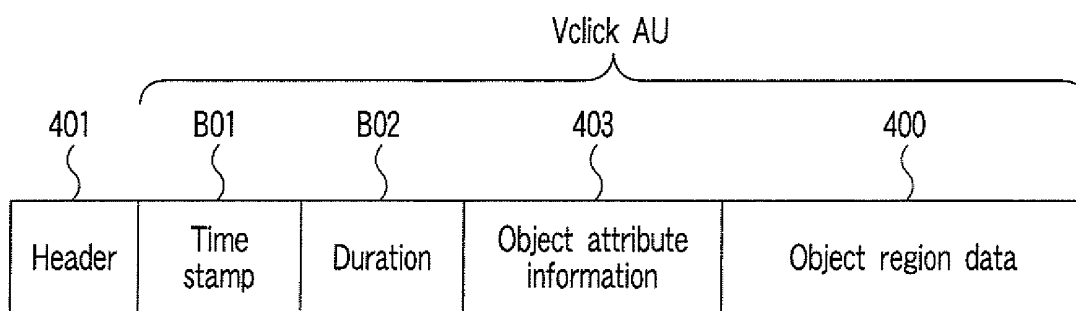 Vclick AU
401 B01 B02 403 400
Header Time stamp Duration Object attribute information Object region data